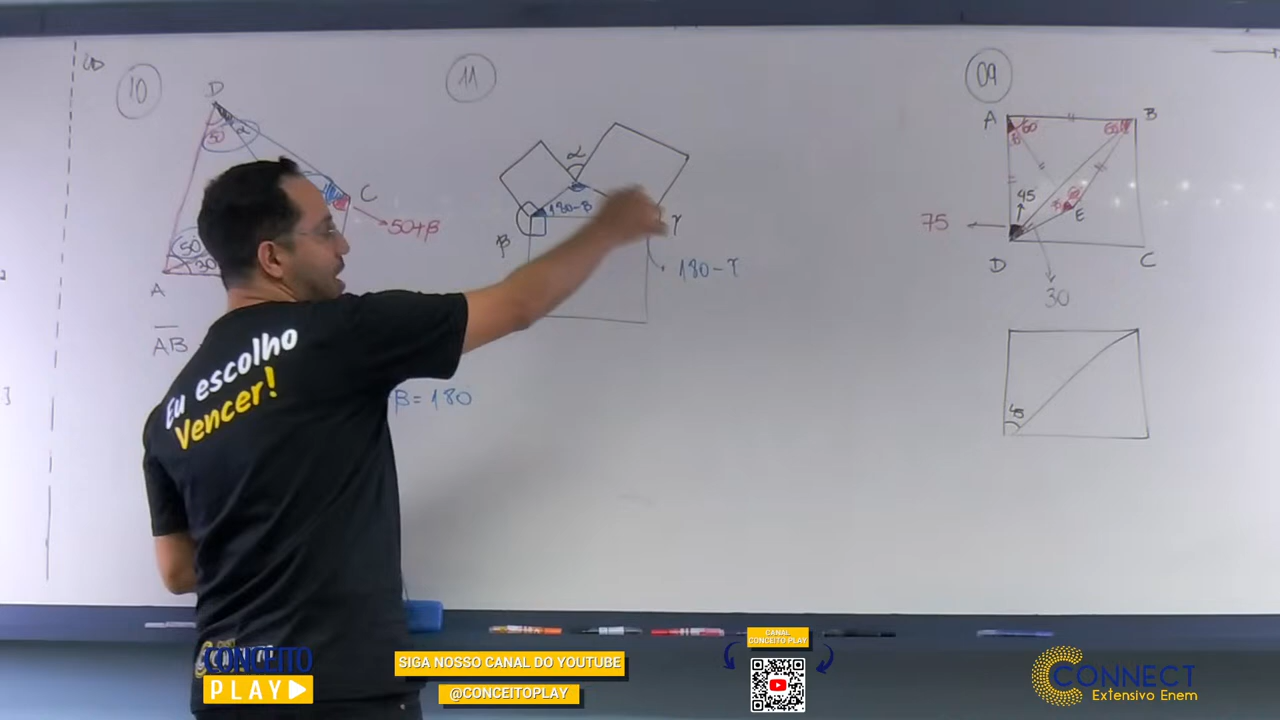 10
D
50
α
C
50+β
50
30
A
AB
β=180
11
α
180-β
β
γ
180-γ
09
A
60
60
B
45
E
75
D
C
30
45
Eu escolho
Vencer!
CONCEITO
PLAY
SIGA NOSSO CANAL DO YOUTUBE
@CONCEITOPLAY
CANAL
CONCEITO PLAY
CONNECT
Extensivo Enem